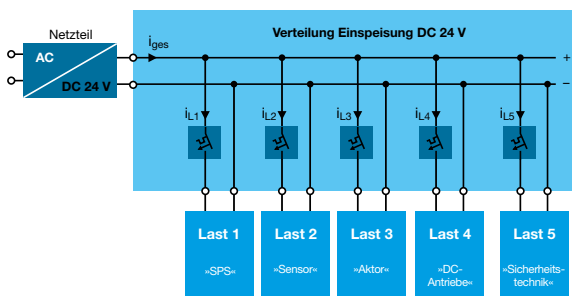 Netzteil
AC
DC 24 V
Verteilung Einspeisung DC 24 V
iges
+
−
iL1
iL2
iL3
iL4
iL5
Last 1
»SPS«
Last 2
»Sensor«
Last 3
»Aktor«
Last 4
»DC-
Antriebe«
Last 5
»Sicherheits-
technik«